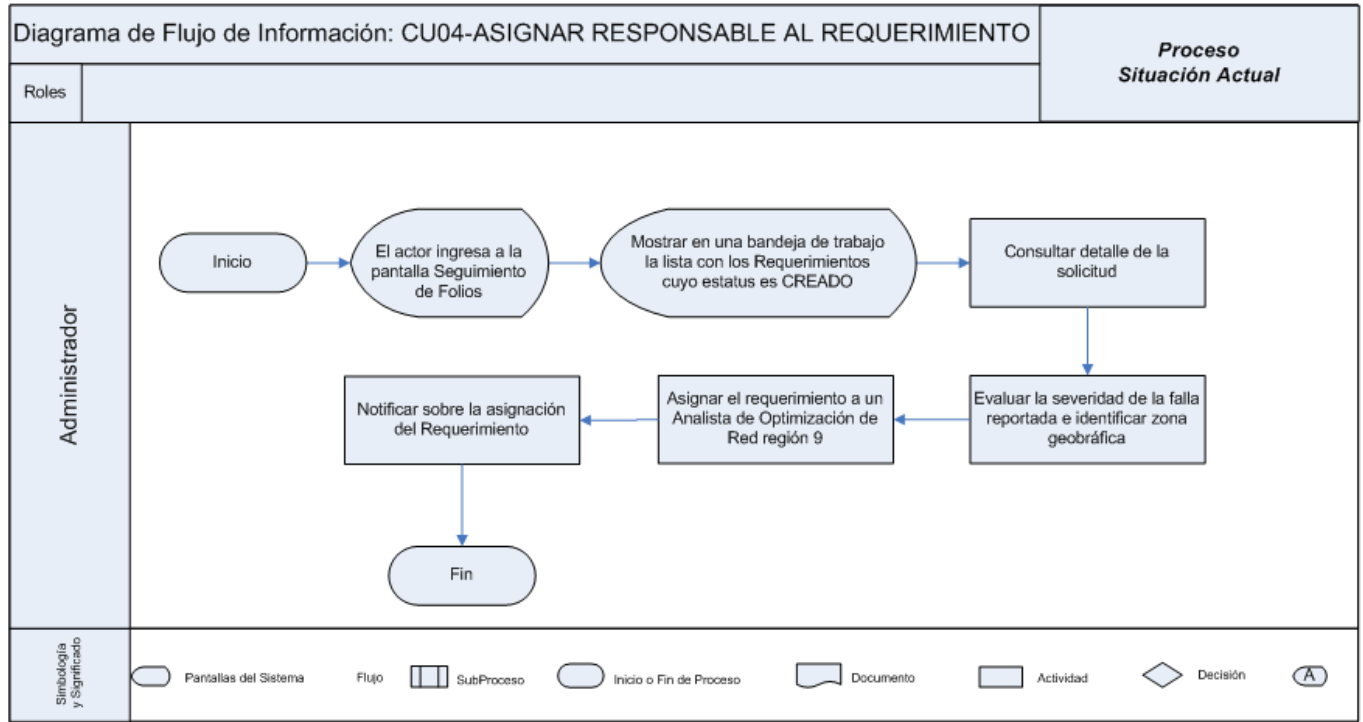 Diagrama de Flujo de Información: CU04-ASIGNAR RESPONSABLE AL REQUERIMIENTO
Proceso
Situación Actual
Roles
Administrador
Inicio
El actor ingresa a la
pantalla Seguimiento
de Folios
Mostrar en una bandeja de trabajo
la lista con los Requerimientos
cuyo estatus es CREADO
Consultar detalle de la
solicitud
Evaluar la severidad de la falla
reportada e identificar zona
geobráfica
Asignar el requerimiento a un
Analista de Optimización de
Red región 9
Notificar sobre la asignación
del Requerimiento
Fin
Simbología
y Significado
Pantallas del Sistema
Flujo
SubProceso
Inicio o Fin de Proceso
Documento
Actividad
Decisión
A